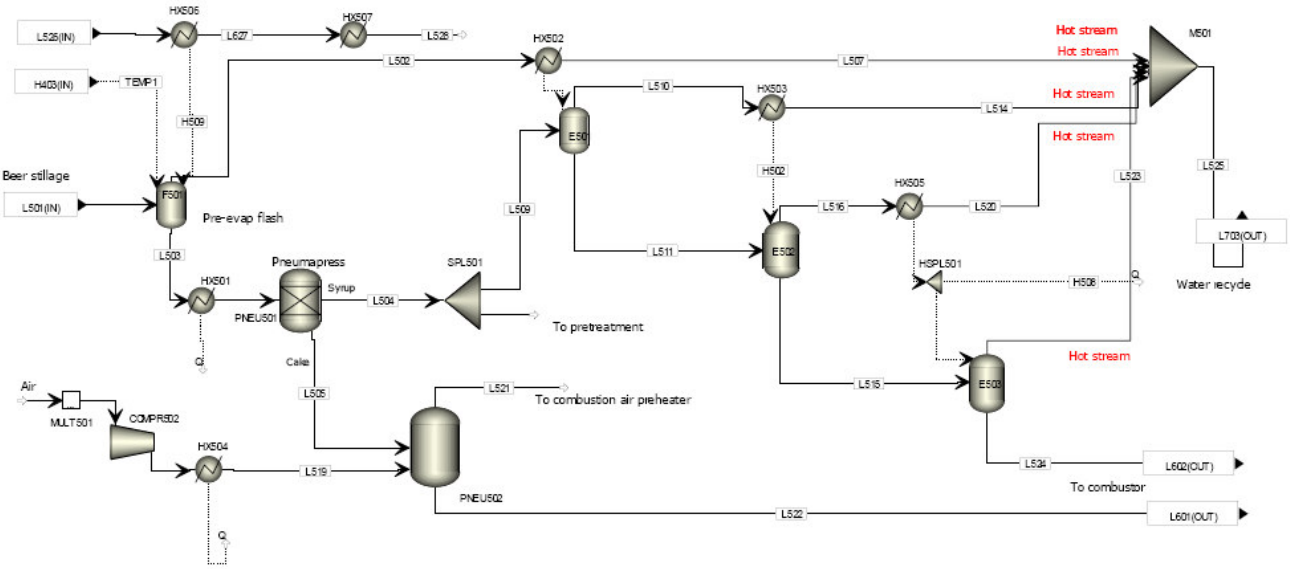 HX506
HX507
L526(IN)
L627
L528
HX502
Hot stream
M501
L502
L507
Hot stream
H403(IN)
TEMP1
L510
HX503
Hot stream
L514
H509
E501
Hot stream
Beer stillage
F501
H502
L523
L525
L501(IN)
Pre-evap flash
L509
HX505
L516
L520
L703(OUT)
L503
L511
E502
Pneumapress
SPL501
HSPL501
H508
Q
Water recycle
HX501
Syrup
L504
PNEU501
To pretreatment
Cake
Hot stream
Q
L515
E503
Air
L505
L521
To combustion air preheater
MULT501
COMPR502
HX504
L519
L524
L602(OUT)
To combustor
PNEU502
L522
L601(OUT)
Q